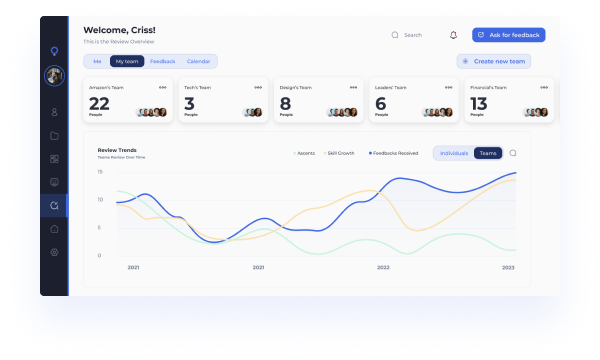 Welcome, Criss!
This is the Review Overview
Search
Ask for feedback
Me My team Feedback Calendar
Create new team
Amazon's Team
22
People
Tech's Team
3
People
Design's Team
8
People
Leaders' Team
6
People
Financial's Team
13
People
Review Trends
Teams Review Over Time
Ascents
Skill Growth
Feedbacks Received
Individuals Teams
15
10
5
0
2021 2021 2022 2023